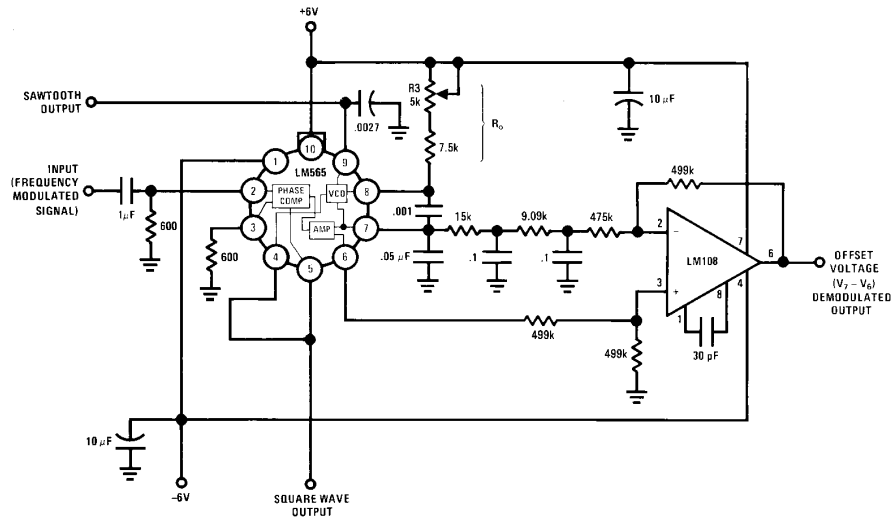 +6V
SAWTOOTH
OUTPUT
.0027
R3
5k
R₀
10 μF
INPUT
(FREQUENCY
MODULATED
SIGNAL)
1μF
600
600
1
10
9
LM565
2
PHASE
COMP
VCO
8
3
AMP
7
4
5
6
7.5k
.001
.05 μF
15k
.1
9.09k
.1
475k
499k
2
−
7
6
LM108
3
+
4
8
1
30 pF
OFFSET
VOLTAGE
(V₇ – V₆)
DEMODULATED
OUTPUT
499k
499k
10 μF
–6V
SQUARE WAVE
OUTPUT